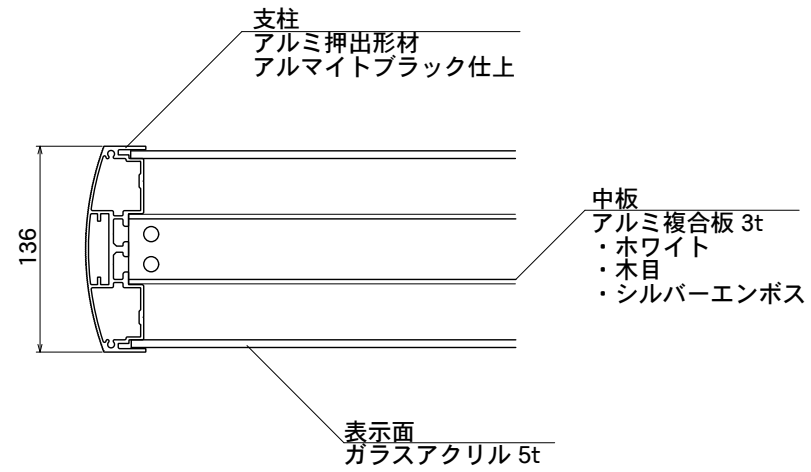 支柱
アルミ押出形材
アルマイトブラック仕上
136
中板
アルミ複合板 3t
・ホワイト
・木目
・シルバーエンボス
表示面
ガラスアクリル 5t